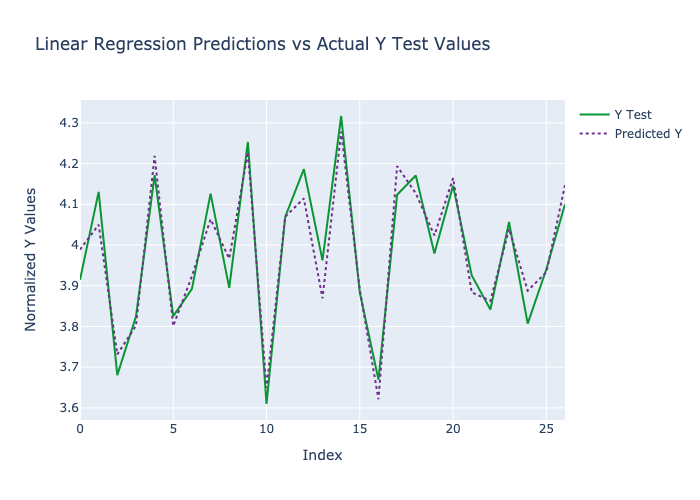 Linear Regression Predictions vs Actual Y Test Values
Y Test
Predicted Y
Normalized Y Values
4.3
4.2
4.1
4
3.9
3.8
3.7
3.6
0 5 10 15 20 25
Index